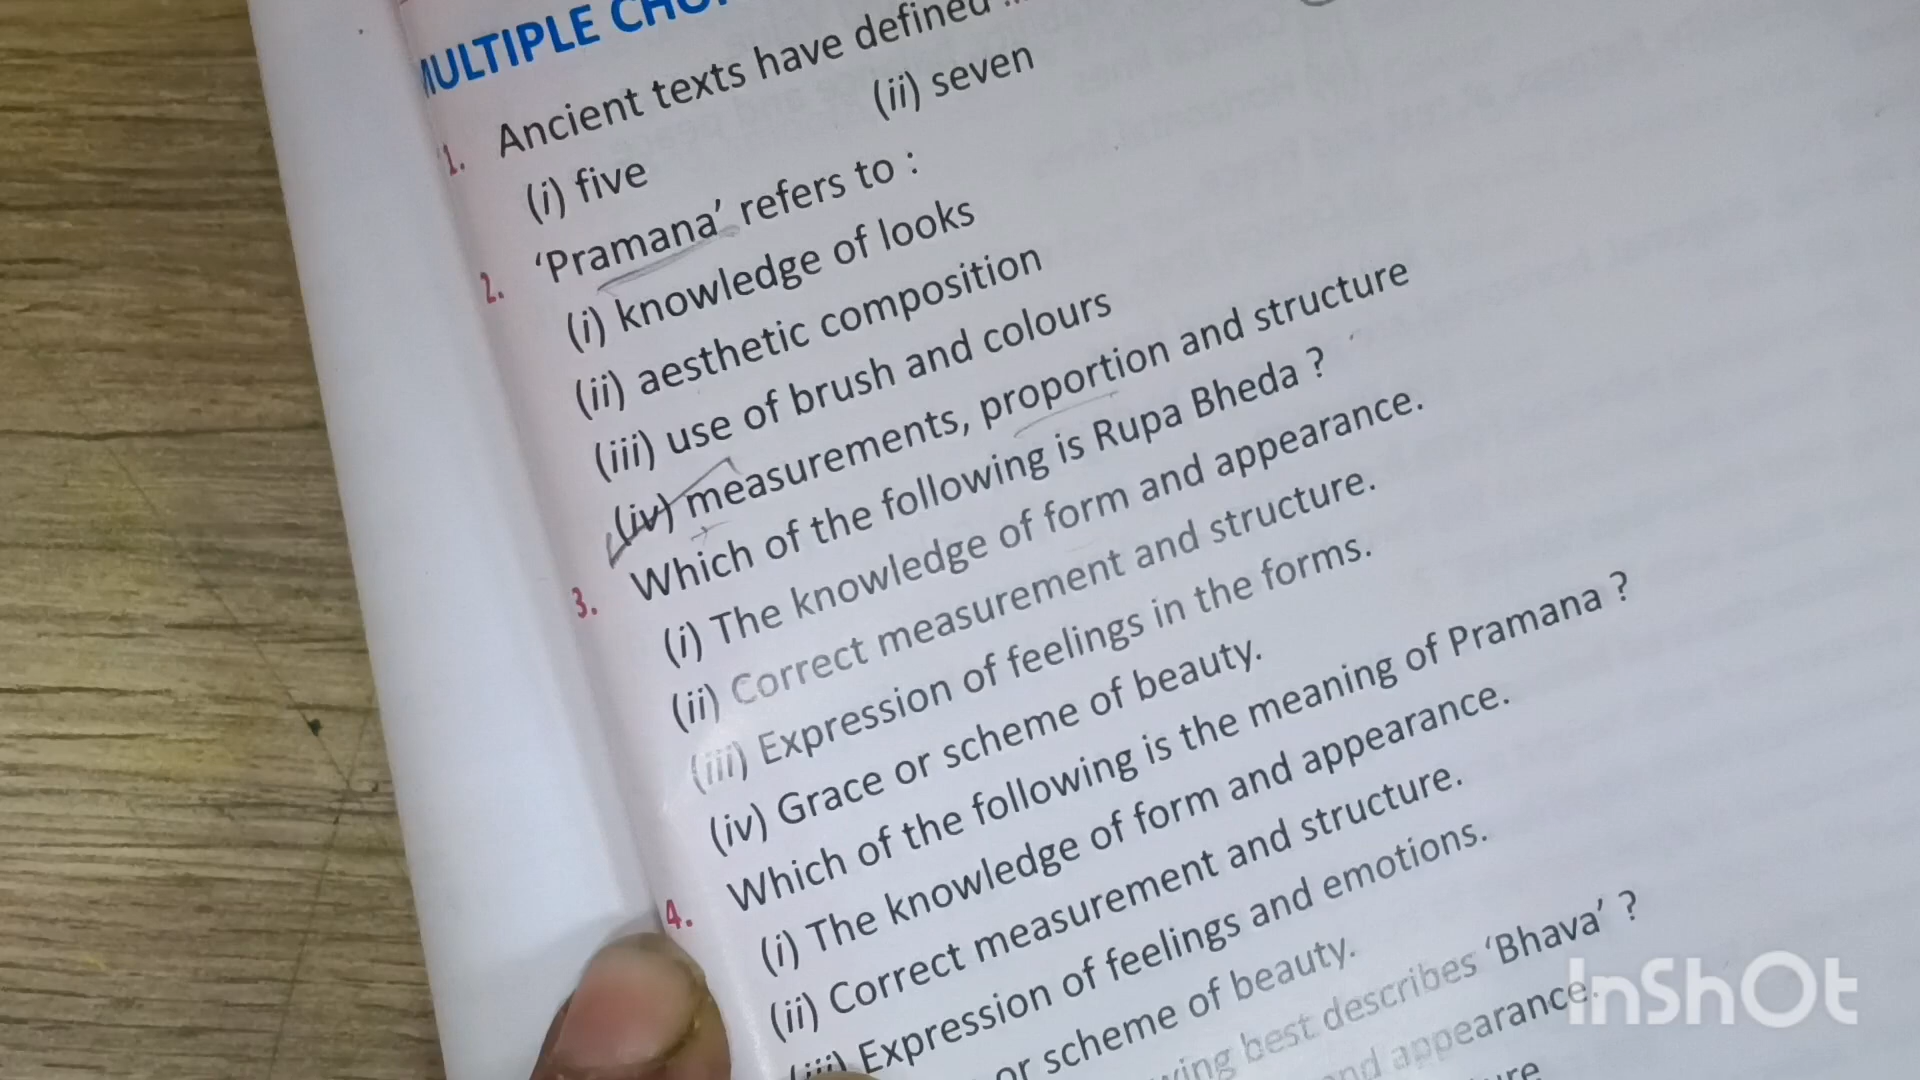 MULTIPLE
1. Ancient texts have defined ...
(i) five (ii) seven
2. ‘Pramana’ refers to :
(i) knowledge of looks
(ii) aesthetic composition
(iii) use of brush and colours
(iv) measurements, proportion and structure
3. Which of the following is Rupa Bheda ?
(i) The knowledge of form and appearance.
(ii) Correct measurement and structure.
(iii) Expression of feelings in the forms.
(iv) Grace or scheme of beauty.
4. Which of the following is the meaning of Pramana ?
(i) The knowledge of form and appearance.
(ii) Correct measurement and structure.
(iii) Expression of feelings and emotions.
or scheme of beauty.
best describes ‘Bhava’ ?
and appearance.
InShOt